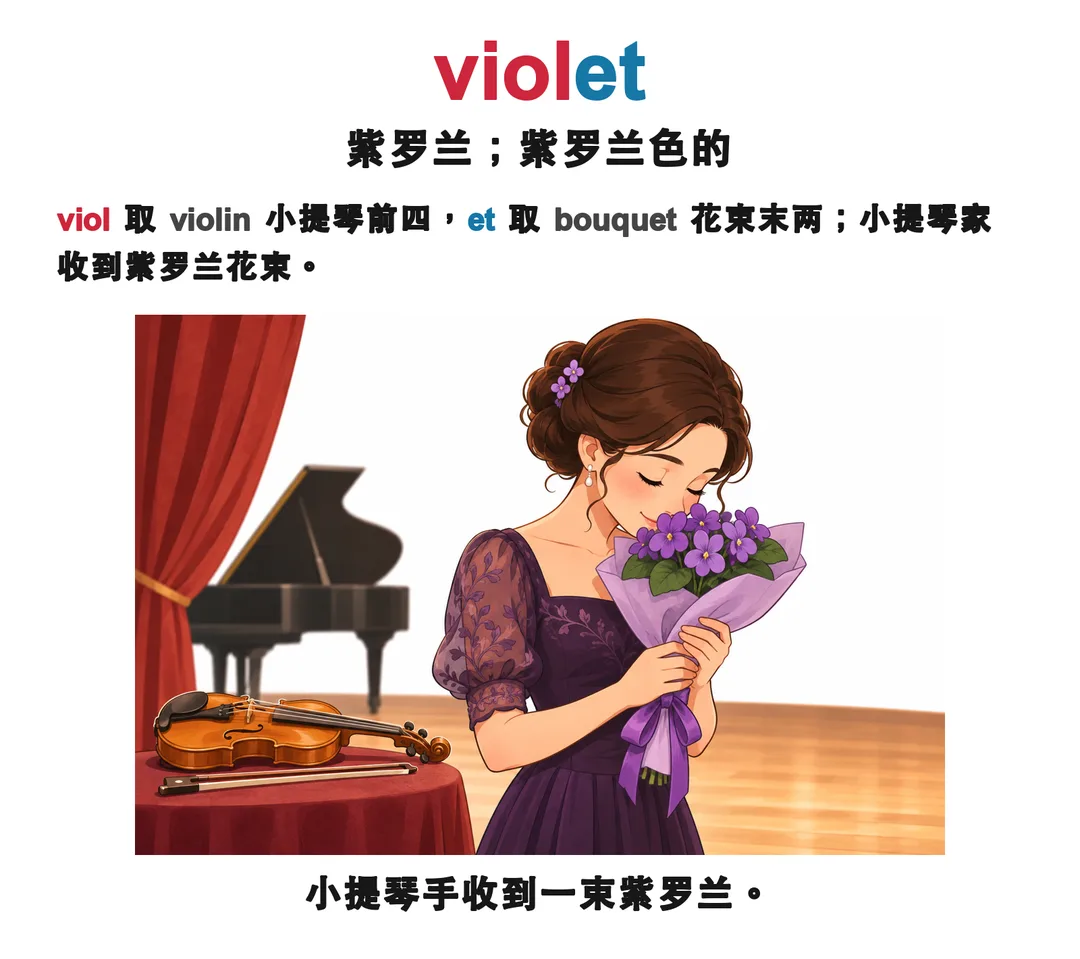 violet
紫罗兰；紫罗兰色的
viol 取 violin 小提琴前四，et 取 bouquet 花束末两；小提琴家
收到紫罗兰花束。
小提琴手收到一束紫罗兰。